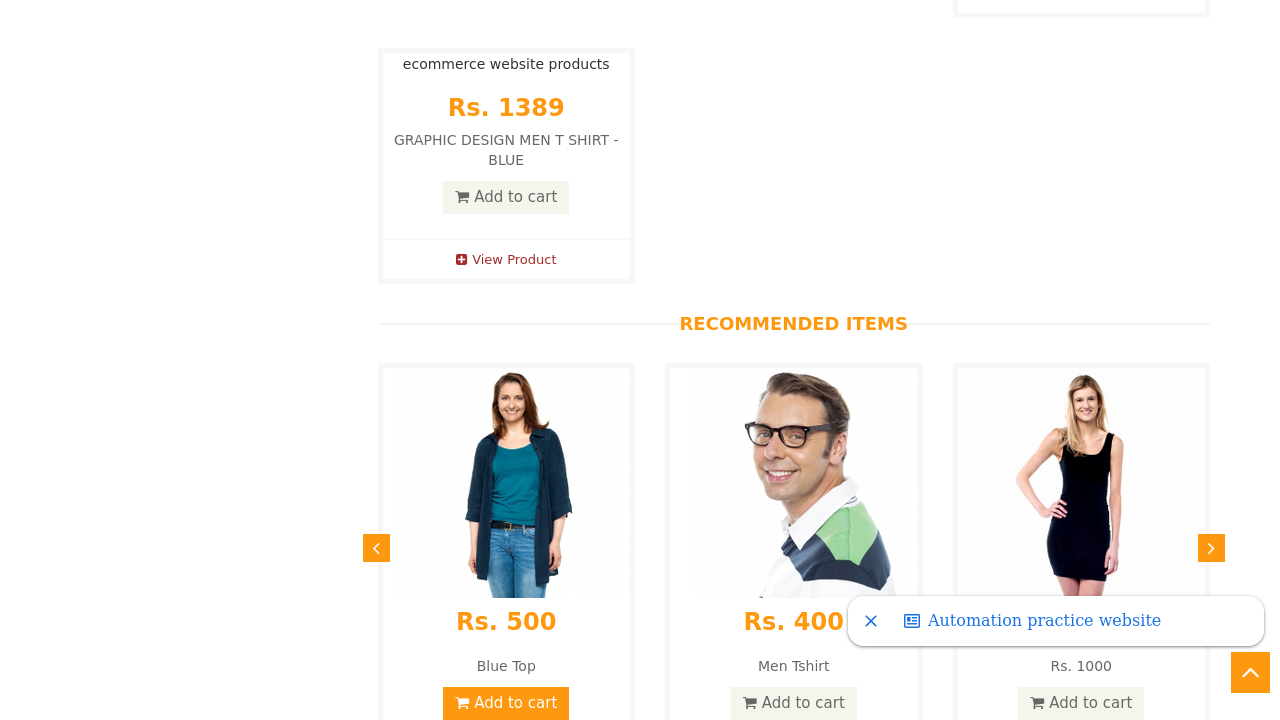 ecommerce website products
Rs. 1389
GRAPHIC DESIGN MEN T SHIRT -
BLUE
Add to cart
View Product
RECOMMENDED ITEMS
Rs. 500
Rs. 400
Automation practice website
Blue Top
Men Tshirt
Rs. 1000
Add to cart
Add to cart
Add to cart